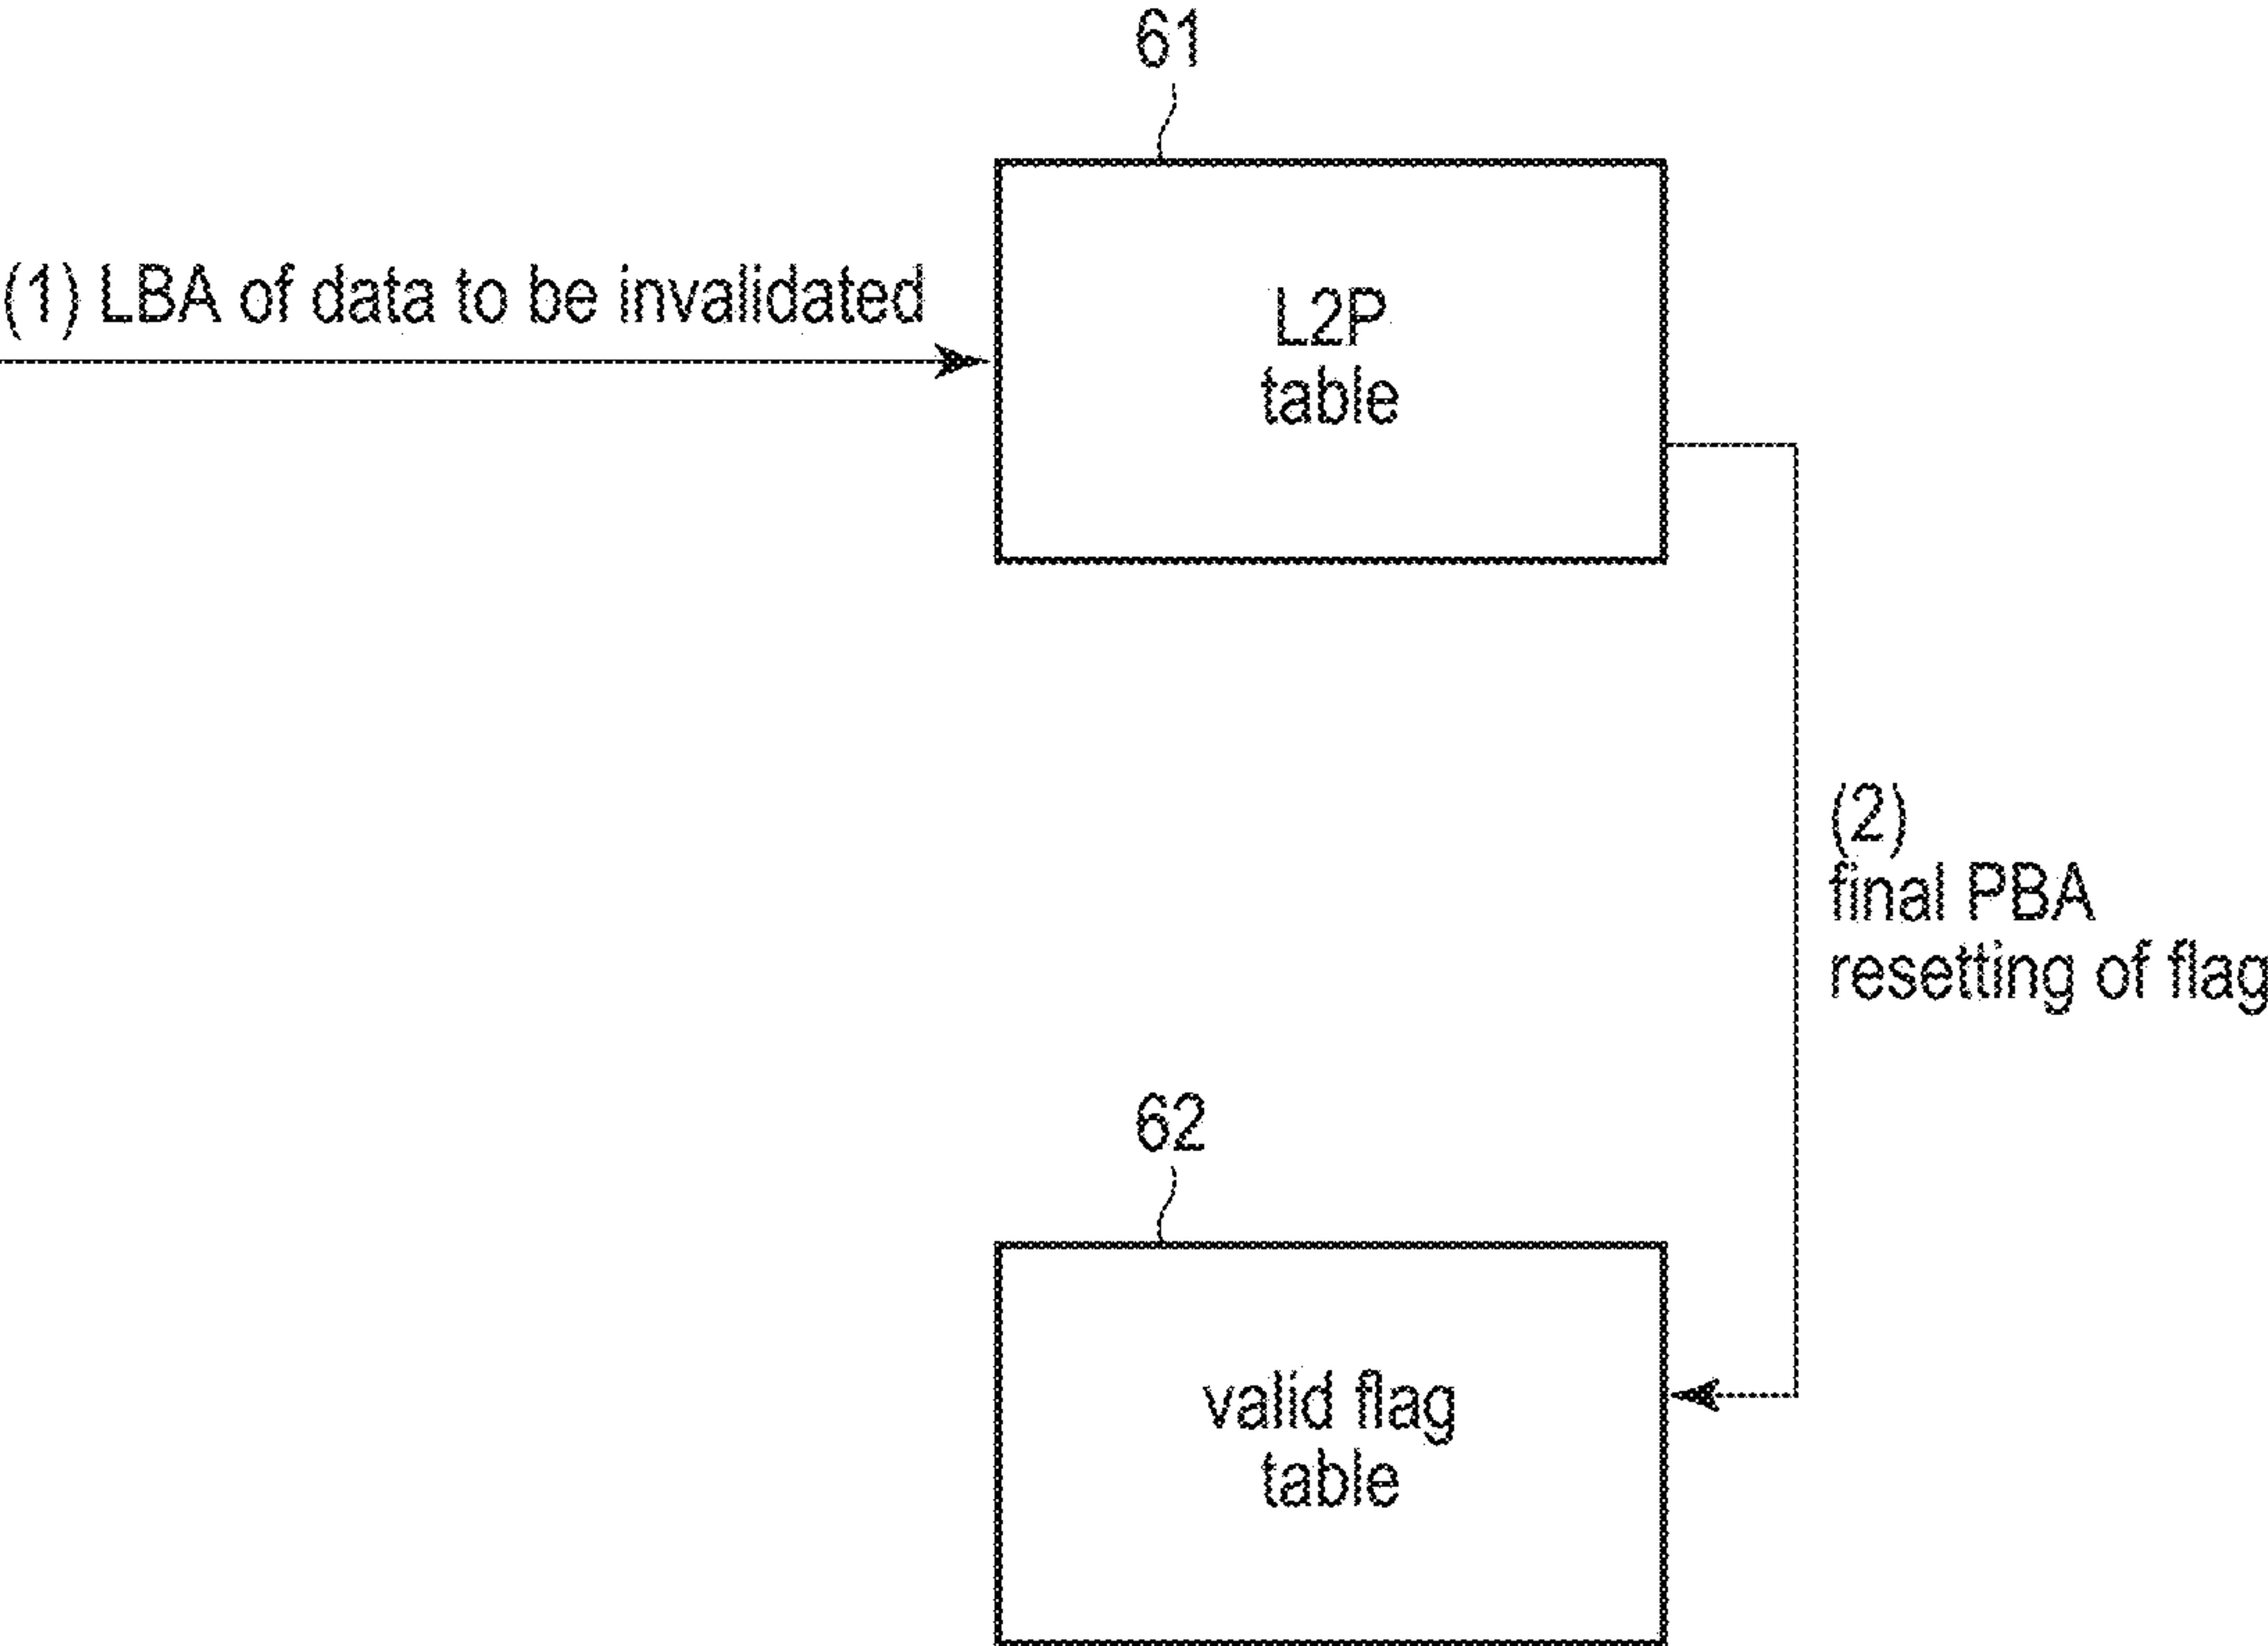 61
(1) LBA of data to be invalidated
L2P
table
(2)
final PBA
resetting of flag
62
valid flag
table